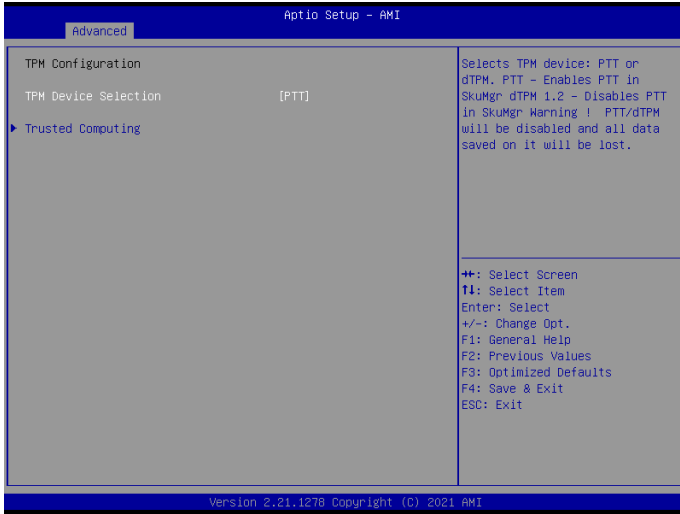 Aptio Setup – AMI
Advanced
TPM Configuration
TPM Device Selection [PTT]
Trusted Computing
Selects TPM device: PTT or
dTPM. PTT – Enables PTT in
SkuMgr dTPM 1.2 – Disables PTT
in SkuMgr Warning ! PTT/dTPM
will be disabled and all data
saved on it will be lost.
→←: Select Screen
↑↓: Select Item
Enter: Select
+/-: Change Opt.
F1: General Help
F2: Previous Values
F3: Optimized Defaults
F4: Save & Exit
ESC: Exit
Version 2.21.1278 Copyright (C) 2021 AMI